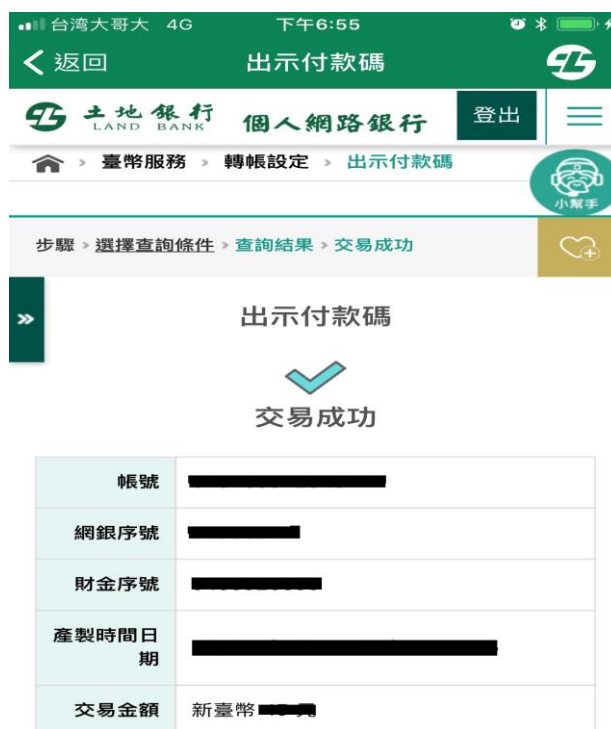 台湾大哥大 4G 下午6:55
返回 出示付款碼
土地銀行 LAND BANK 個人網路銀行 登出
臺幣服務 > 轉帳設定 > 出示付款碼
小幫手
步驟 > 選擇查詢條件 > 查詢結果 > 交易成功
»
出示付款碼
交易成功
帳號
網銀序號
財金序號
產製時間日
期
交易金額 新臺幣